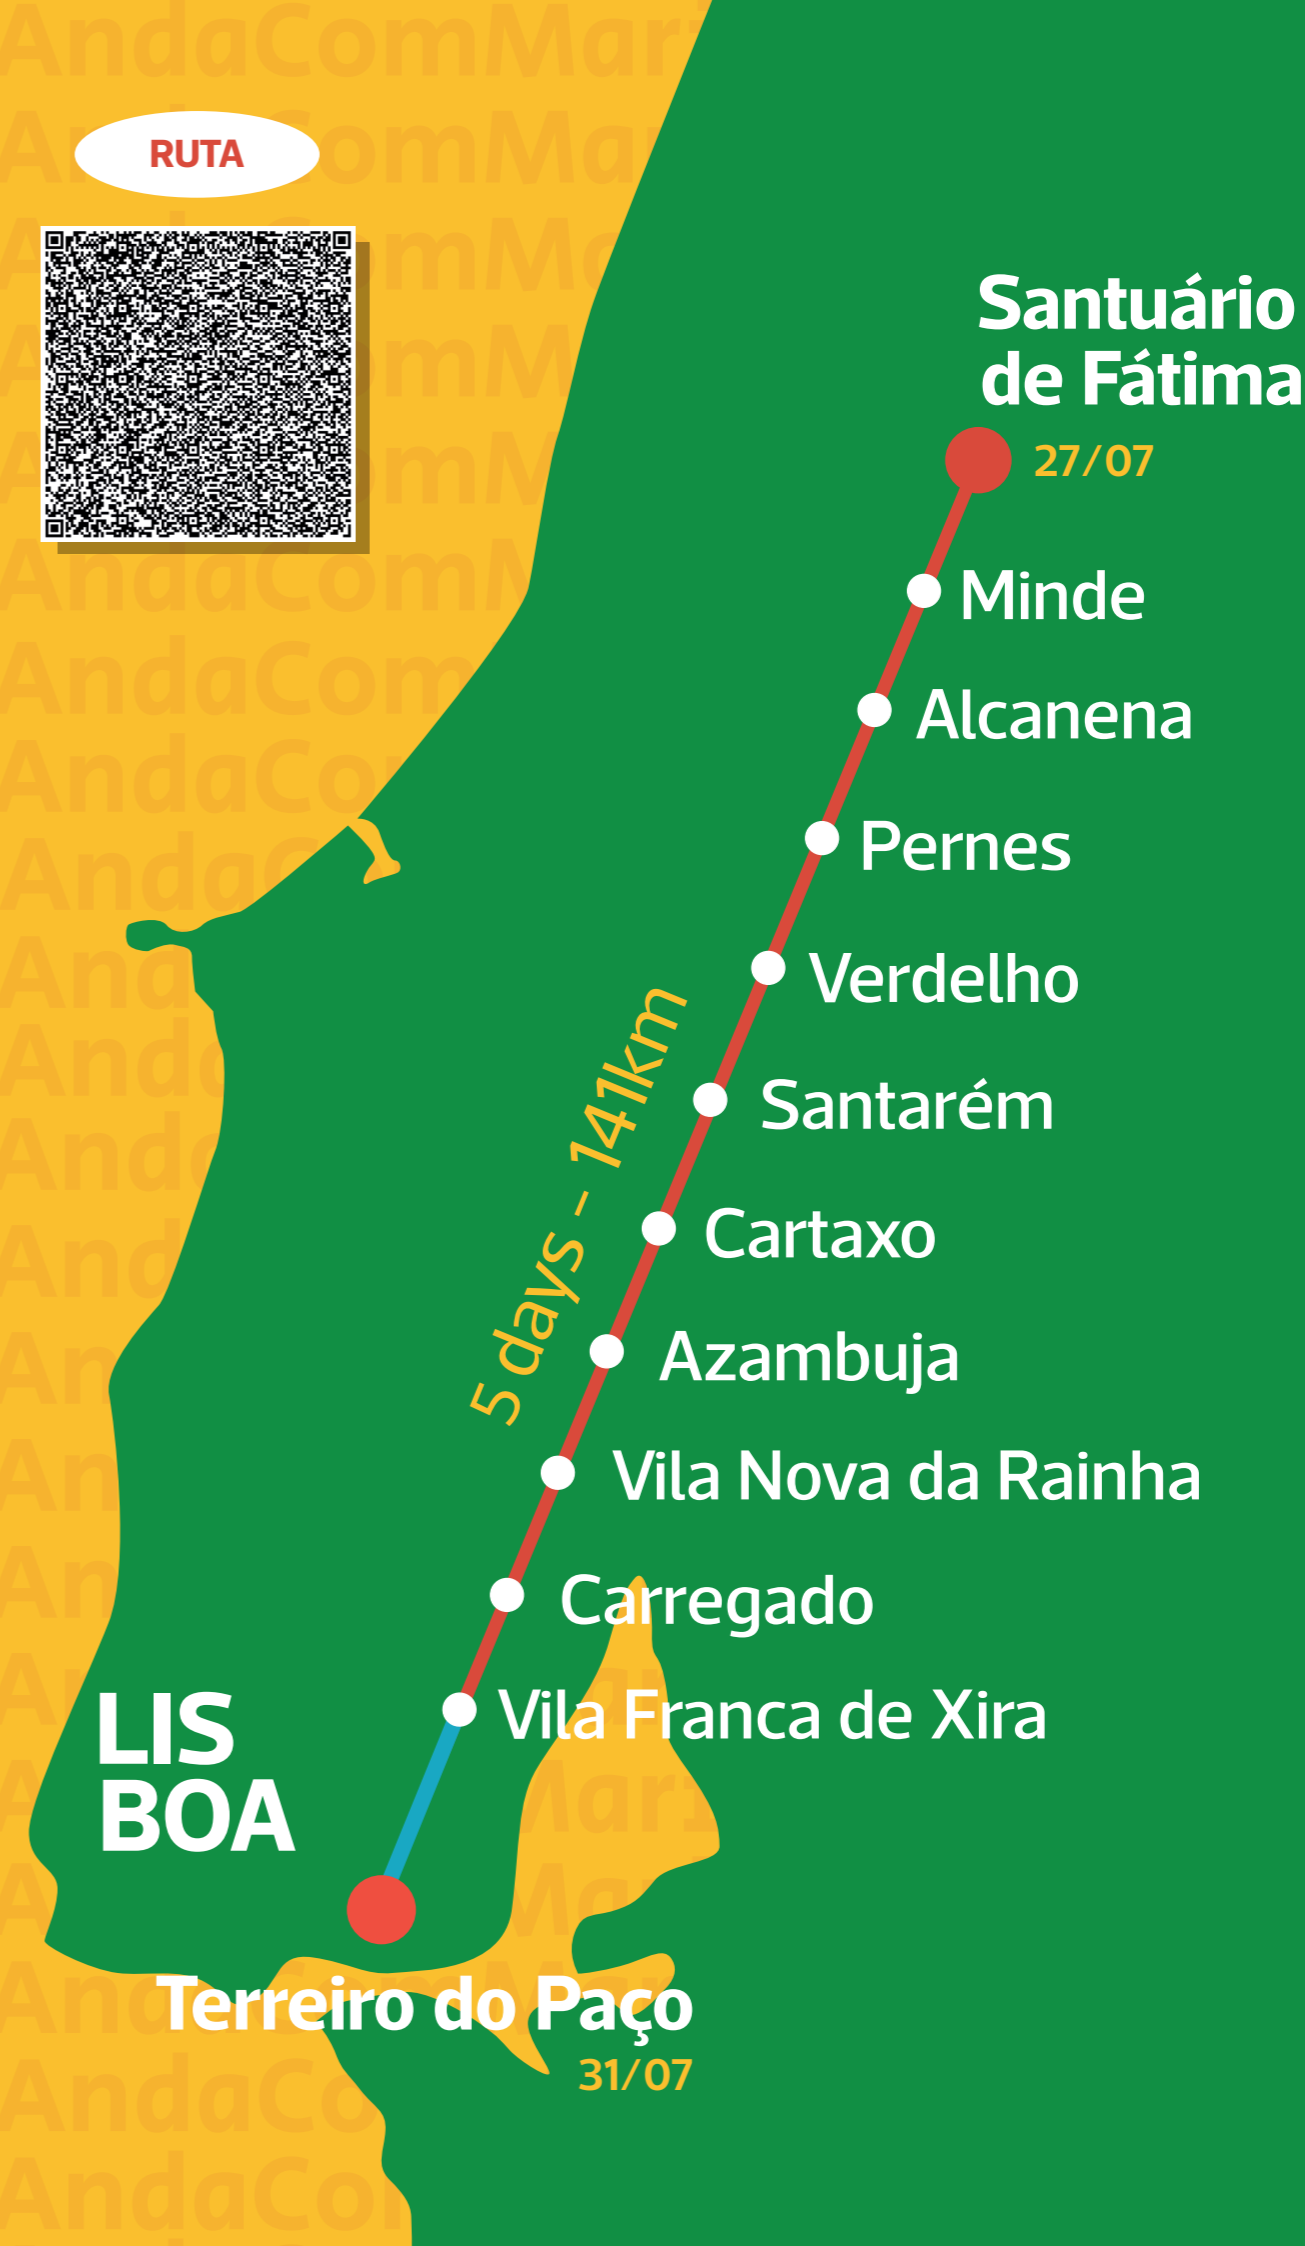 AndaComMari
RUTA
Santuário
de Fátima
27/07
Minde
Alcanena
Pernes
Verdelho
Santarém
5 days - 141km
Cartaxo
Azambuja
Vila Nova da Rainha
Carregado
Vila Franca de Xira
LIS
BOA
Terreiro do Paço
31/07